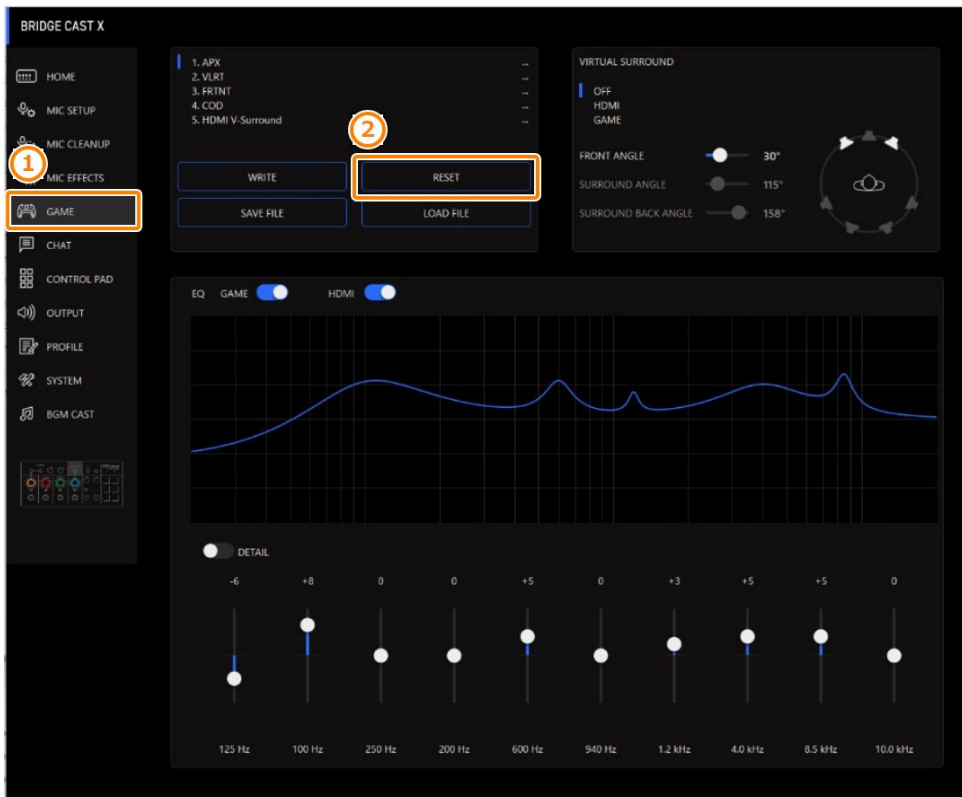 BRIDGE CAST X
HOME
MIC SETUP
MIC CLEANUP
1
MIC EFFECTS
GAME
CHAT
CONTROL PAD
OUTPUT
PROFILE
SYSTEM
BGM CAST
1. APX ...
2. VLRT ...
3. FRTNT ...
4. COD ...
5. HDMI V-Surround ...
2
WRITE RESET
SAVE FILE LOAD FILE
VIRTUAL SURROUND
OFF
HDMI
GAME
FRONT ANGLE 30°
SURROUND ANGLE 115°
SURROUND BACK ANGLE 158°
EQ GAME HDMI
DETAIL
-6 +8 0 0 +5 0 +3 +5 +5 0
125 Hz 100 Hz 250 Hz 200 Hz 600 Hz 940 Hz 1.2 kHz 4.0 kHz 8.5 kHz 10.0 kHz